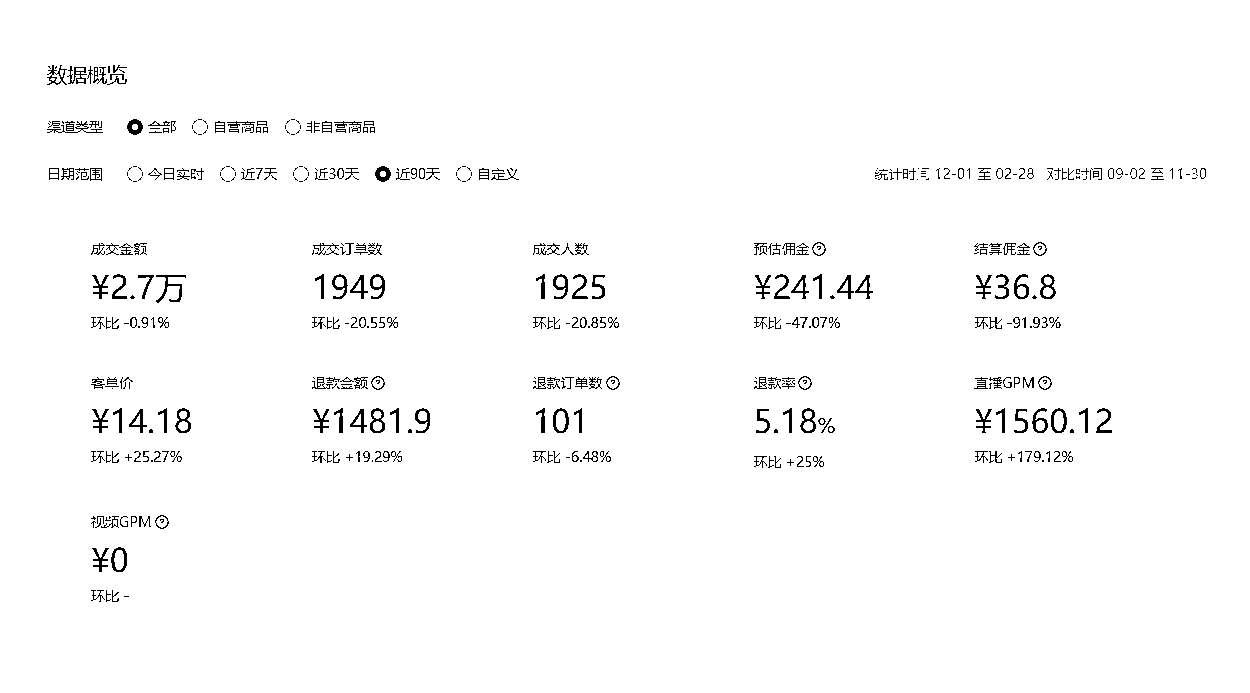 数据概览
渠道类型 全部 自营商品 非自营商品
日期范围 今日实时 近7天 近30天 近90天 自定义 统计时间 12-01 至 02-28 对比时间 09-02 至 11-30
成交金额 成交订单数 成交人数 预估佣金 结算佣金
¥2.7万 1949 1925 ¥241.44 ¥36.8
环比 -0.91% 环比 -20.55% 环比 -20.85% 环比 -47.07% 环比 -91.93%
客单价 退款金额 退款订单数 退款率 直播GPM
¥14.18 ¥1481.9 101 5.18% ¥1560.12
环比 +25.27% 环比 +19.29% 环比 -6.48% 环比 +25% 环比 +179.12%
视频GPM
¥0
环比 -